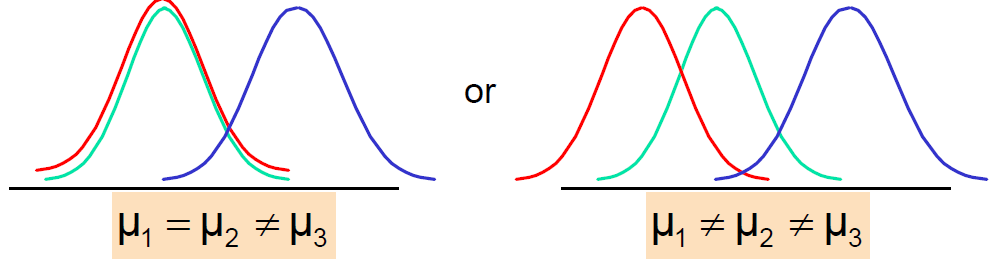 or
μ₁ = μ₂ ≠ μ₃
μ₁ ≠ μ₂ ≠ μ₃